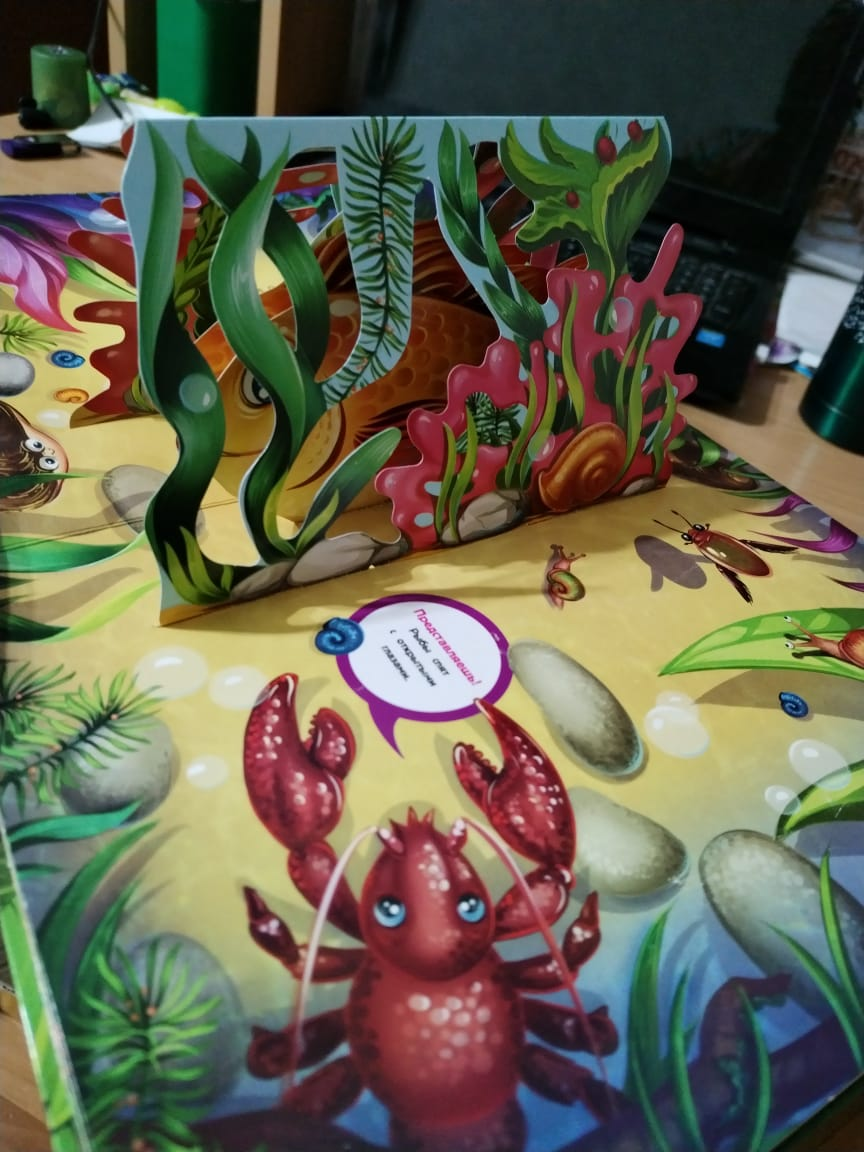 Представляешь!
Рыбы спят
с открытыми
глазами.